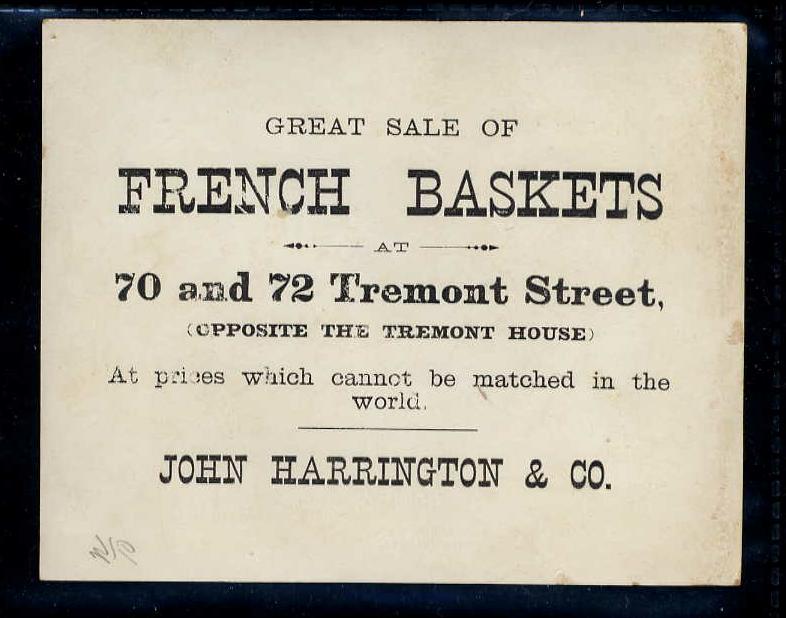 GREAT SALE OF
FRENCH BASKETS
AT
70 and 72 Tremont Street,
(OPPOSITE THE TREMONT HOUSE)
At prices which cannot be matched in the
world.
JOHN HARRINGTON & CO.